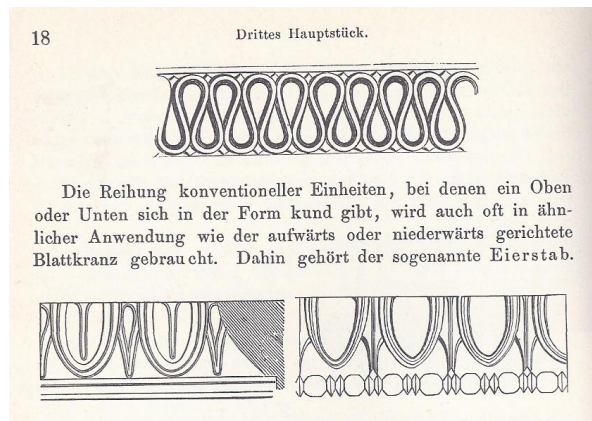 18
Drittes Hauptstück.
Die Reihung konventioneller Einheiten, bei denen ein Oben
oder Unten sich in der Form kund gibt, wird auch oft in ähn-
licher Anwendung wie der aufwärts oder niederwärts gerichtete
Blattkranz gebraucht. Dahin gehört der sogenannte Eierstab.